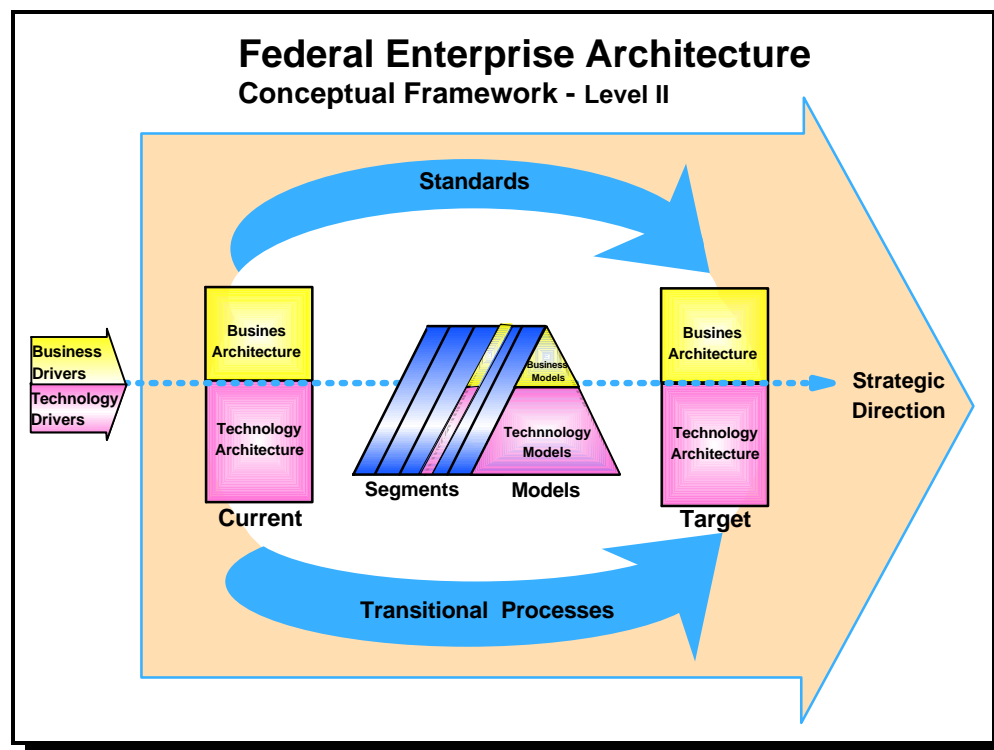 Federal Enterprise Architecture
Conceptual Framework - Level II
Standards
Business
Drivers
Technology
Drivers
Busines
Architecture
Technology
Architecture
Current
Business
Models
Technnology
Models
Segments
Models
Busines
Architecture
Technology
Architecture
Target
Strategic
Direction
Transitional Processes